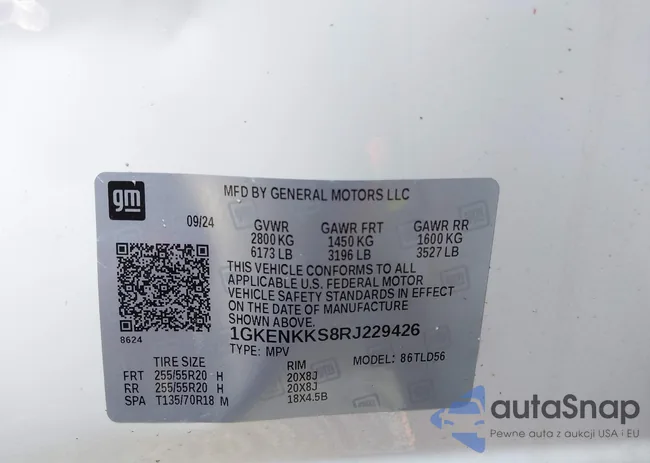 gm
MFD BY GENERAL MOTORS LLC
09/24 GVWR GAWR FRT GAWR RR
2800 KG 1450 KG 1600 KG
6173 LB 3196 LB 3527 LB
THIS VEHICLE CONFORMS TO ALL
APPLICABLE U.S. FEDERAL MOTOR
VEHICLE SAFETY STANDARDS IN EFFECT
ON THE DATE OF MANUFACTURE
SHOWN ABOVE.
8624
1GKENKKS8RJ229426
TYPE: MPV MODEL: 86TLD56
TIRE SIZE RIM
FRT 255/55R20 H 20X8J
RR 255/55R20 H 20X8J
SPA T135/70R18 M 18X4.5B
autoSnap
Pewne auta z aukcji USA i EU